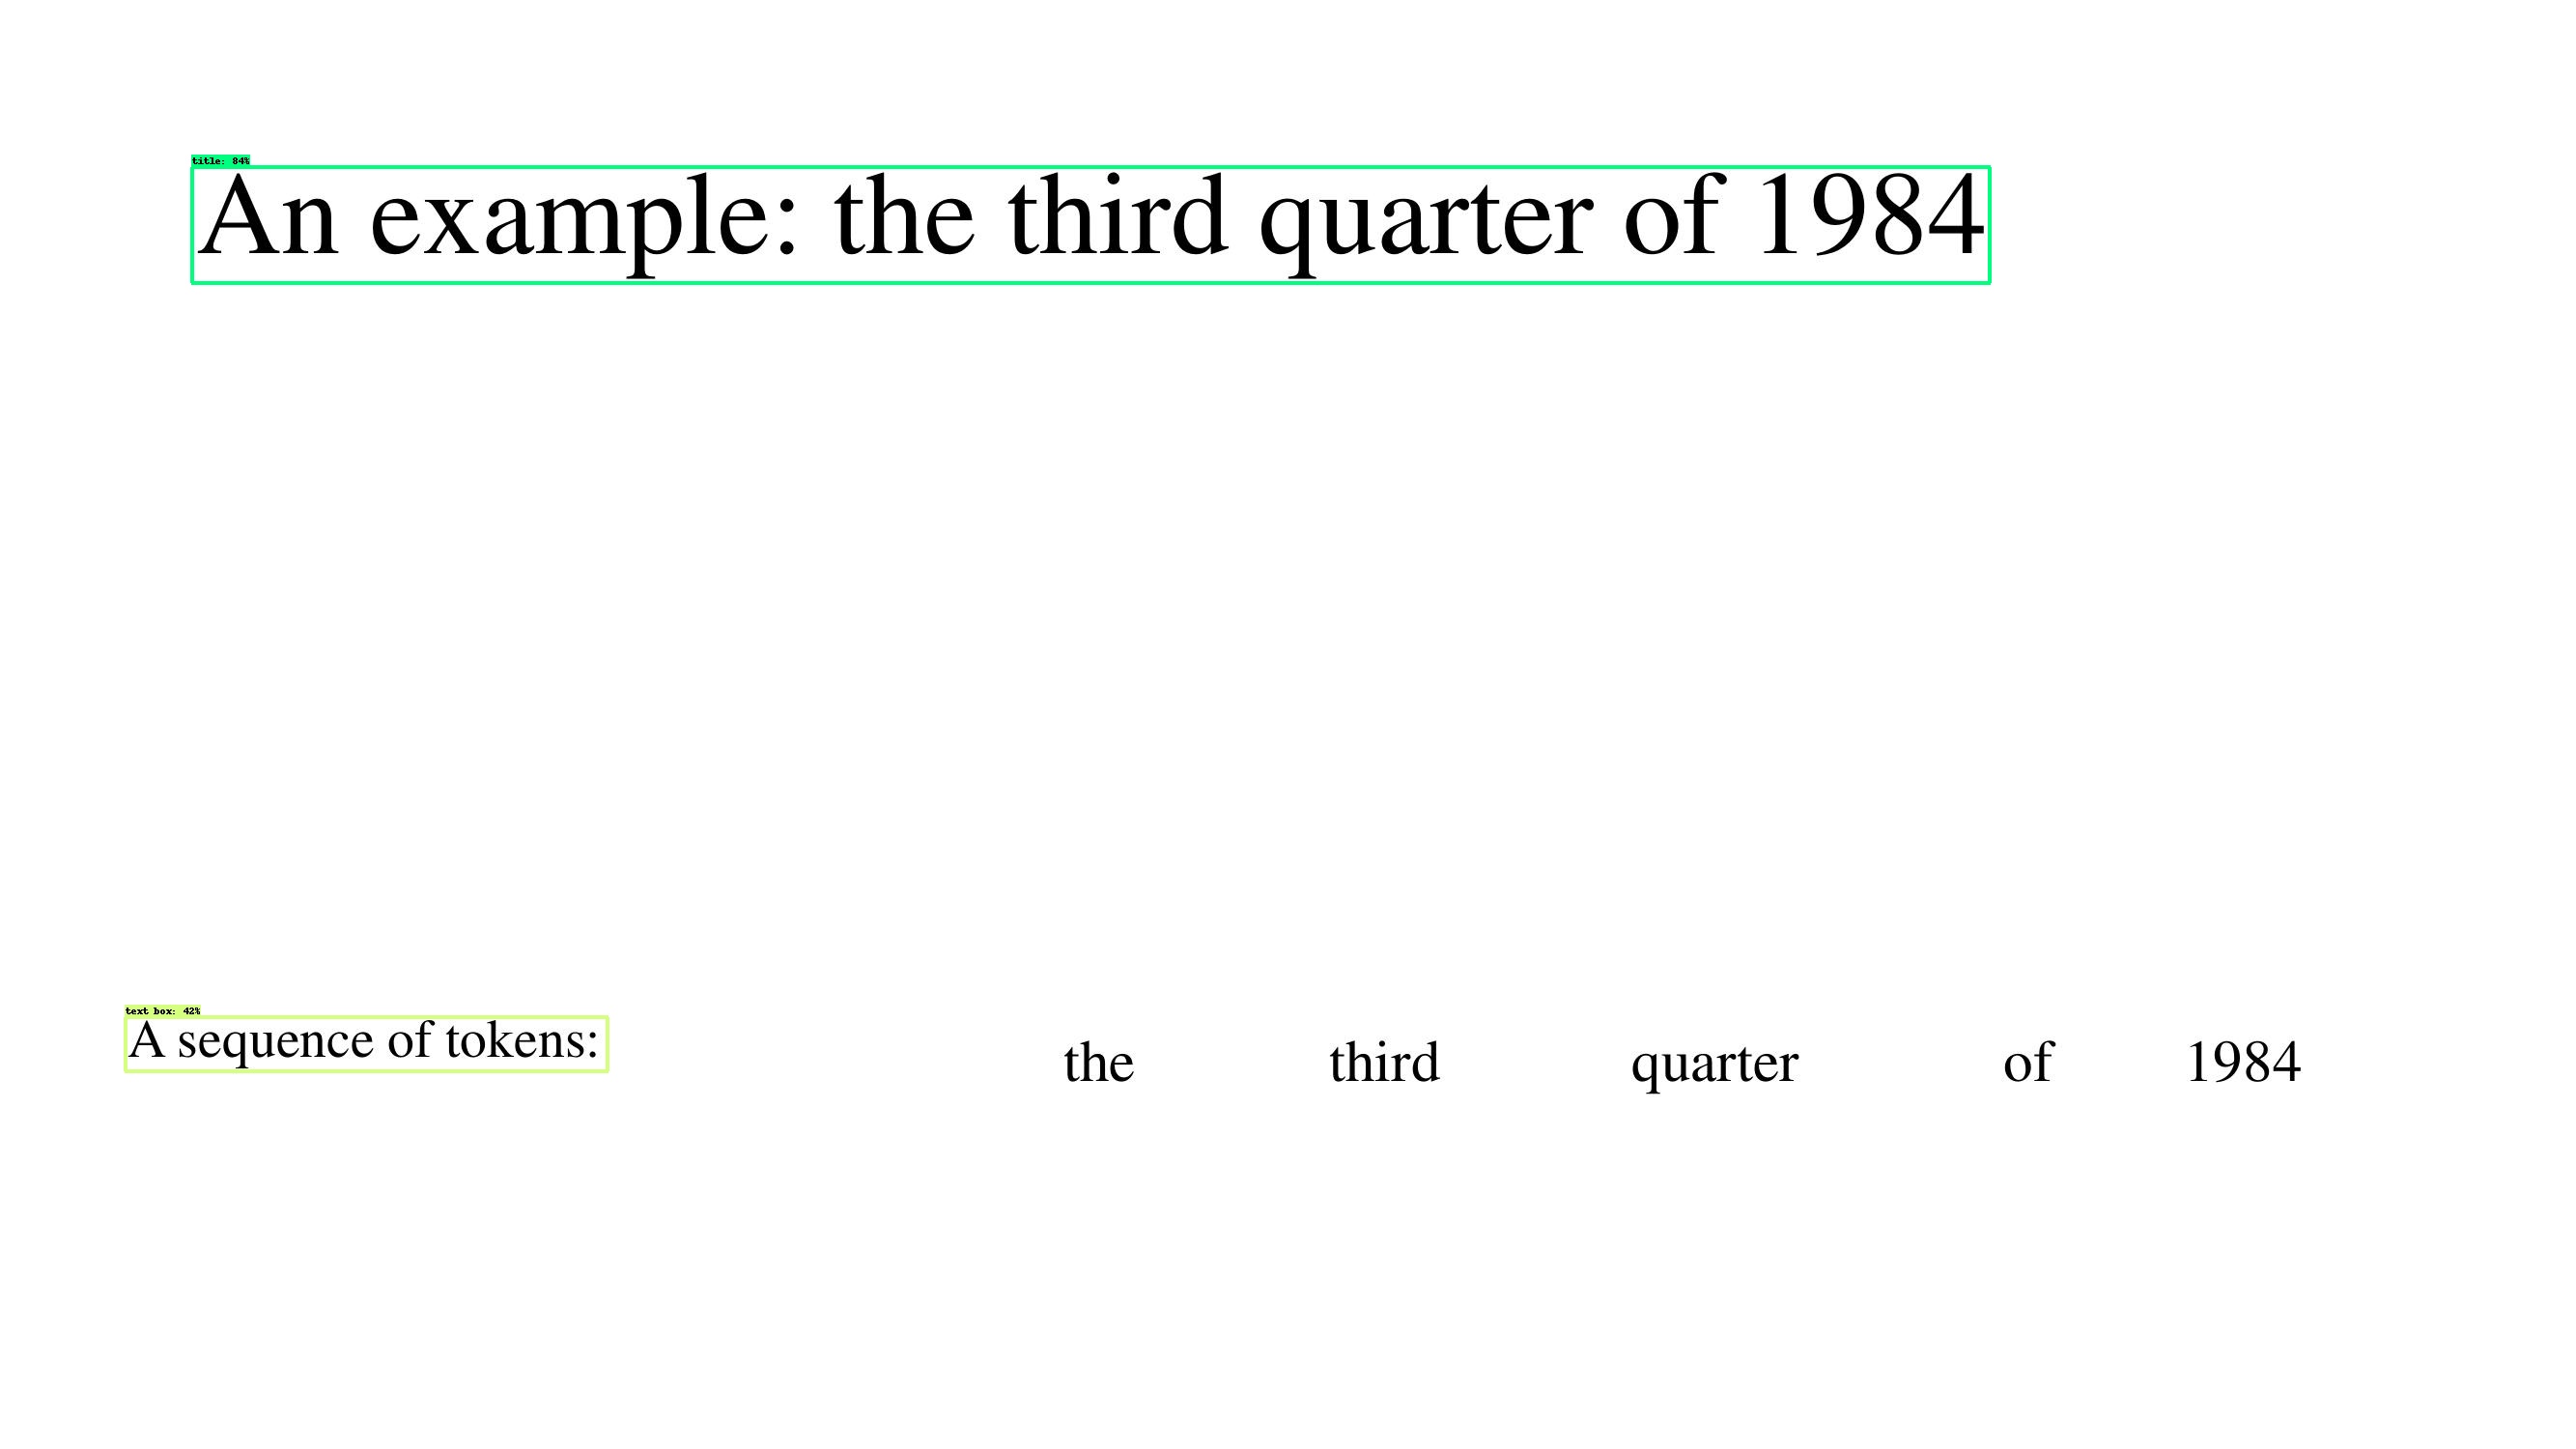 title: 84%
An example: the third quarter of 1984
text box: 42%
A sequence of tokens:
the third quarter of 1984